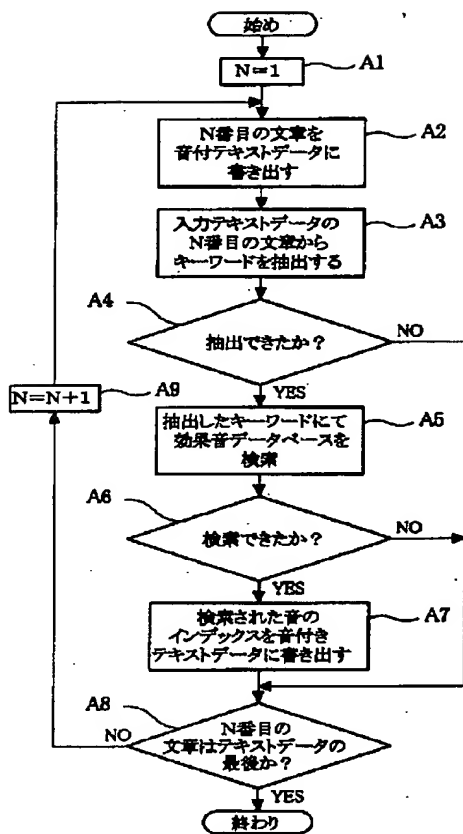 始め
N=1
A1
N番目の文章を
音付テキストデータに
書き出す
A2
入力テキストデータの
N番目の文章から
キーワードを抽出する
A3
A4
抽出できたか？
NO
YES
N=N+1
A9
抽出したキーワードにて
効果音データベースを
検索
A5
A6
検索できたか？
NO
YES
検索された音の
インデックスを音付き
テキストデータに書き出す
A7
A8
N番目の
文章はテキストデータの
最後か？
NO
YES
終わり